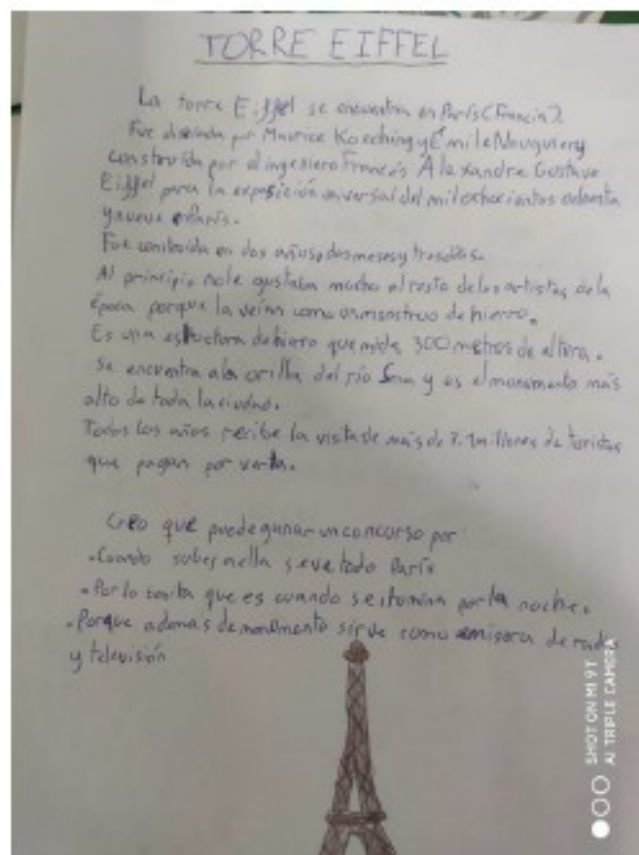 TORRE EIFFEL
La torre Eiffel se encuentra en París (Francia).
Fue diseñada por Maurice Koeching y Émile Nouguier y
construida por el ingeniero Francés Alexandre Gustave
Eiffel para la exposición universal del mil ochocientos ochenta
y nueve París.
Fue construida en dos años, dos meses y tres días.
Al principio no le gustaba mucho al resto de los artistas de la
época porque la veían como un monstruo de hierro.
Es una estructura de hierro que mide 300 metros de altura.
Se encuentra a la orilla del río Sena y es el monumento más
alto de toda la ciudad.
Todos los años recibe la visita de más de 7.1 millones de turistas
que pagan por verla.
Creo que puede ganar un concurso por:
•Cuando subes en ella se ve todo París
•Por lo bonita que es cuando se ilumina por la noche.
•Porque ademas de monumento sirve como emisora de radio
y televisión
SHOT ON MI 9T
AI TRIPLE CAMERA